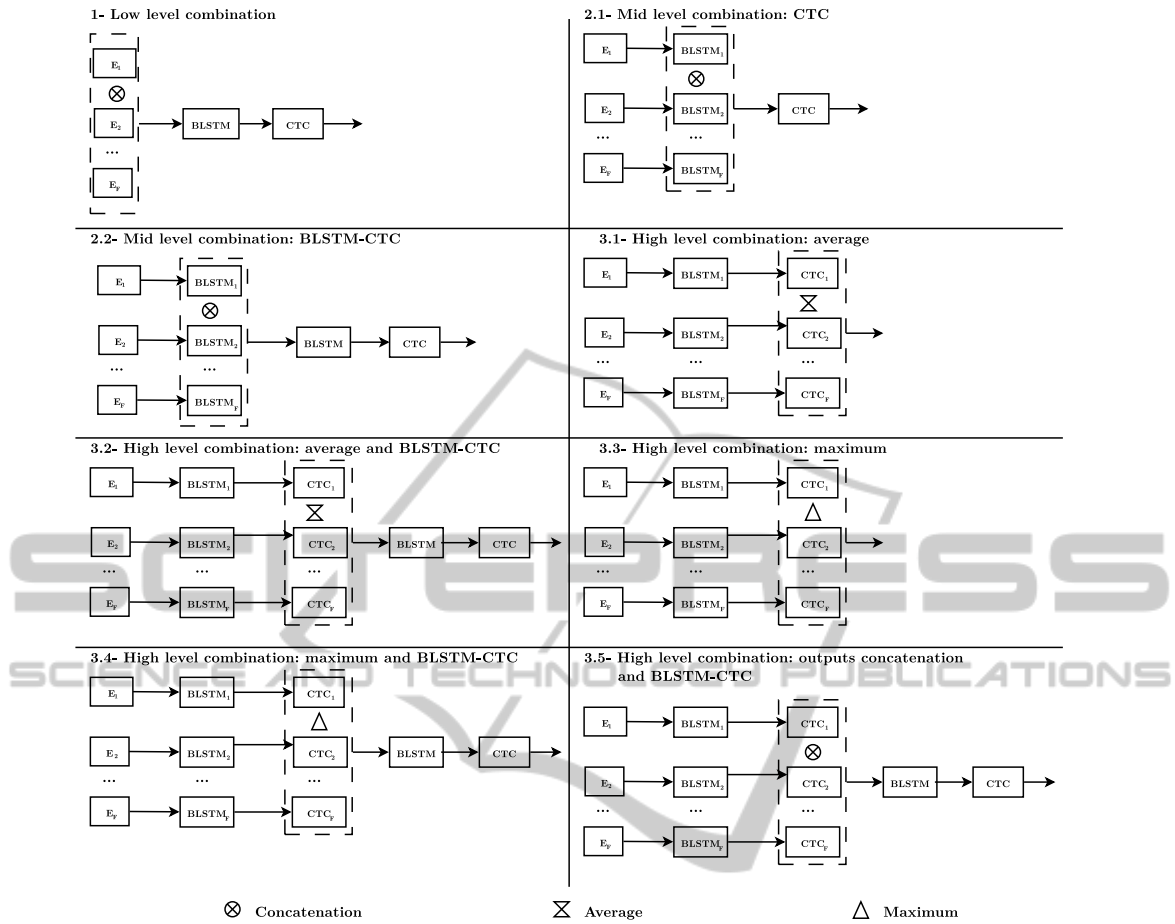 1- Low level combination
E1
E2
...
EF
BLSTM
CTC
2.1- Mid level combination: CTC
E1
BLSTM1
E2
BLSTM2
CTC
...
...
EF
BLSTMF
2.2- Mid level combination: BLSTM-CTC
E1
BLSTM1
E2
BLSTM2
BLSTM
CTC
...
...
EF
BLSTMF
3.1- High level combination: average
E1
BLSTM1
CTC1
E2
BLSTM2
CTC2
...
...
...
EF
BLSTMF
CTCF
3.2- High level combination: average and BLSTM-CTC
E1
BLSTM1
CTC1
E2
BLSTM2
CTC2
BLSTM
CTC
...
...
...
EF
BLSTMF
CTCF
3.3- High level combination: maximum
E1
BLSTM1
CTC1
E2
BLSTM2
CTC2
...
...
...
EF
BLSTMF
CTCF
SCITEPRESS
SCIENCE AND TECHNOLOGY PUBLICATIONS
3.4- High level combination: maximum and BLSTM-CTC
E1
BLSTM1
CTC1
E2
BLSTM2
CTC2
BLSTM
CTC
...
...
...
EF
BLSTMF
CTCF
3.5- High level combination: outputs concatenation
and BLSTM-CTC
E1
BLSTM1
CTC1
E2
BLSTM2
CTC2
BLSTM
CTC
...
...
...
EF
BLSTMF
CTCF
⊗ Concatenation
Average
△ Maximum